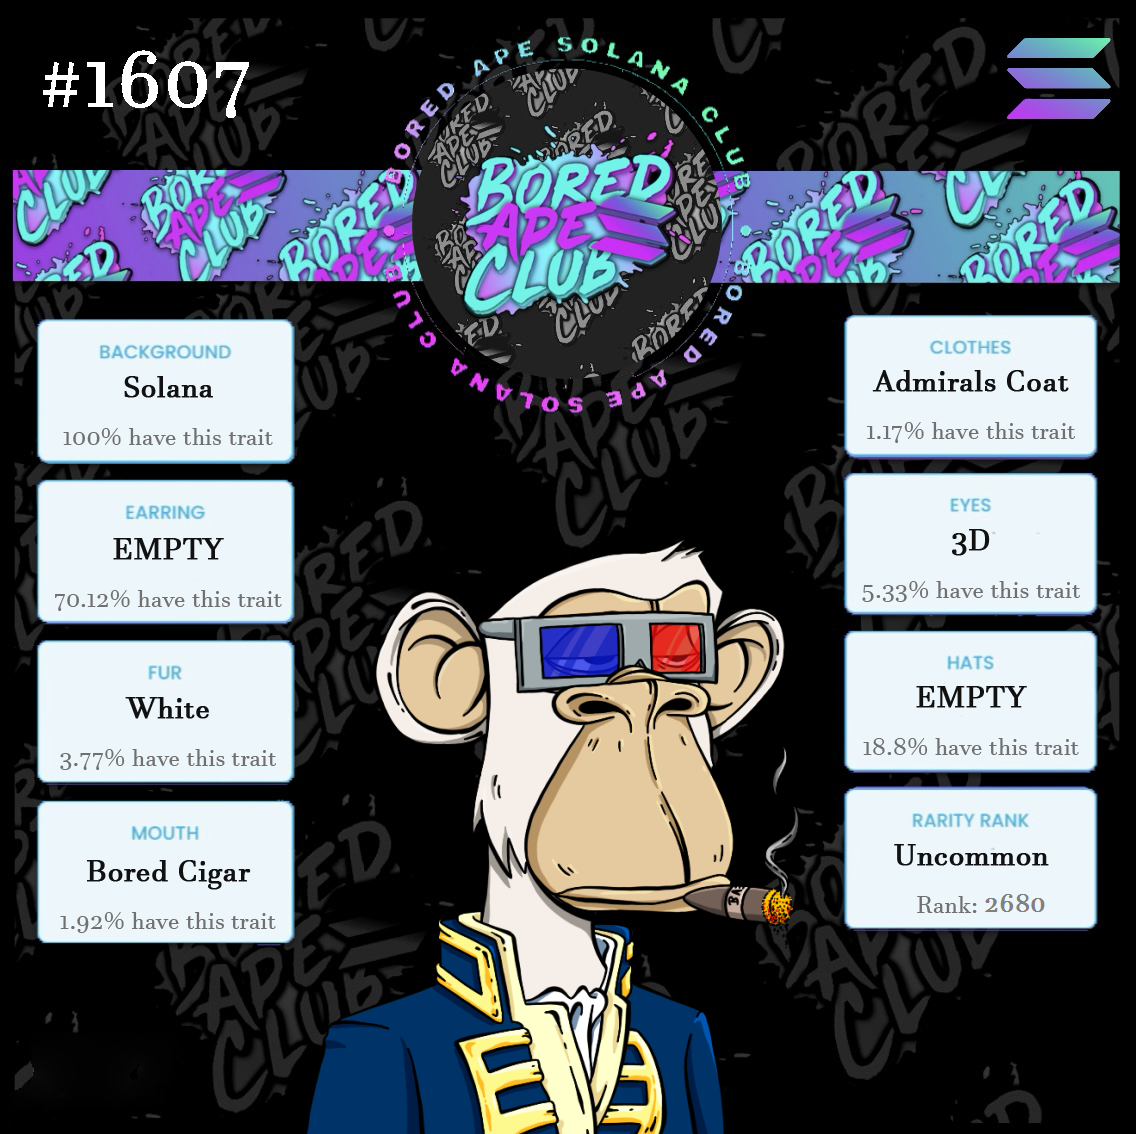 #1607
BORED APE SOLANA CLUB
BORED APE SOLANA CLUB
BORED
APE
CLUB
BACKGROUND
Solana
100% have this trait
EARRING
EMPTY
70.12% have this trait
FUR
White
3.77% have this trait
MOUTH
Bored Cigar
1.92% have this trait
CLOTHES
Admirals Coat
1.17% have this trait
EYES
3D
5.33% have this trait
HATS
EMPTY
18.8% have this trait
RARITY RANK
Uncommon
Rank: 2680